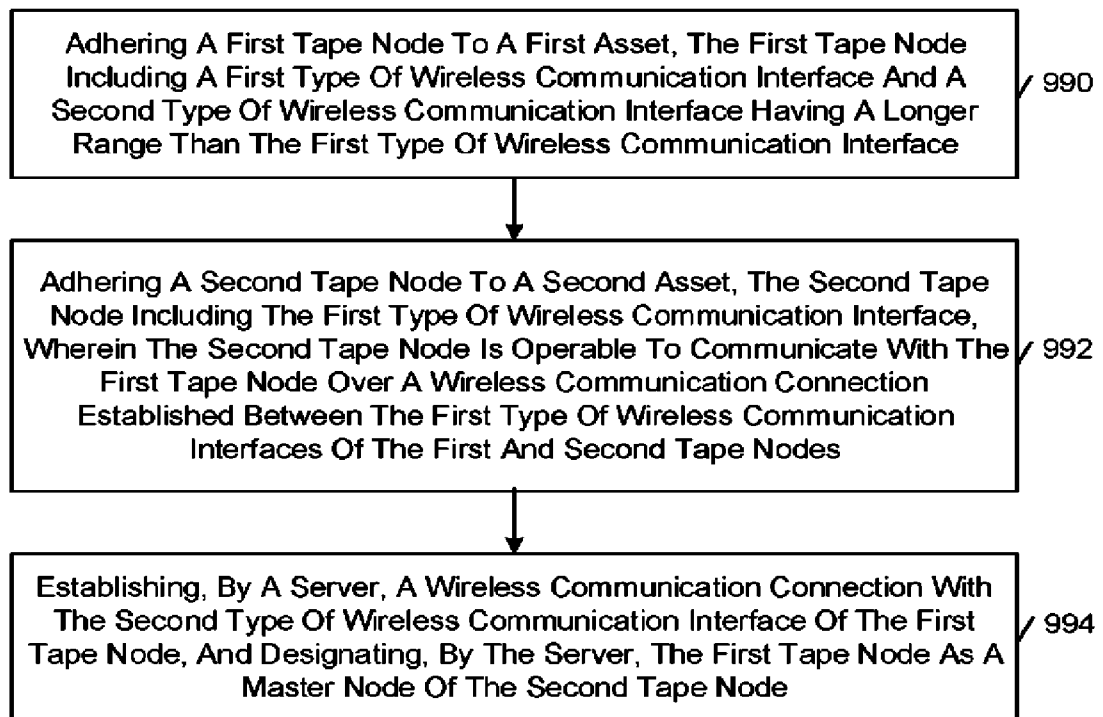 Adhering A First Tape Node To A First Asset, The First Tape Node
Including A First Type Of Wireless Communication Interface And A
Second Type Of Wireless Communication Interface Having A Longer
Range Than The First Type Of Wireless Communication Interface
990
Adhering A Second Tape Node To A Second Asset, The Second Tape
Node Including The First Type Of Wireless Communication Interface,
Wherein The Second Tape Node Is Operable To Communicate With The
First Tape Node Over A Wireless Communication Connection
Established Between The First Type Of Wireless Communication
Interfaces Of The First And Second Tape Nodes
992
Establishing, By A Server, A Wireless Communication Connection With
The Second Type Of Wireless Communication Interface Of The First
Tape Node, And Designating, By The Server, The First Tape Node As A
Master Node Of The Second Tape Node
994